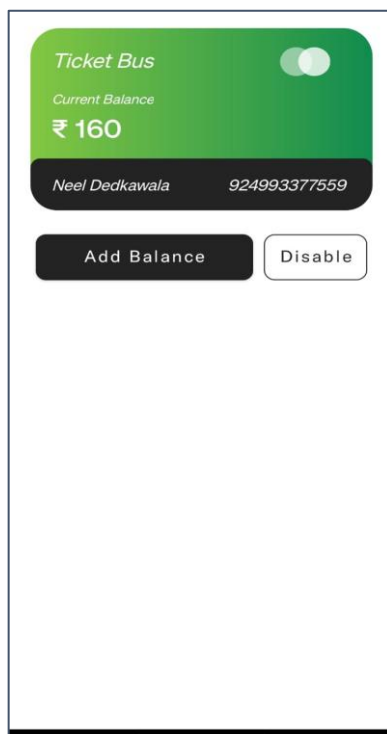 Ticket Bus
Current Balance
₹ 160
Neel Dedkawala 924993377559
Add Balance Disable